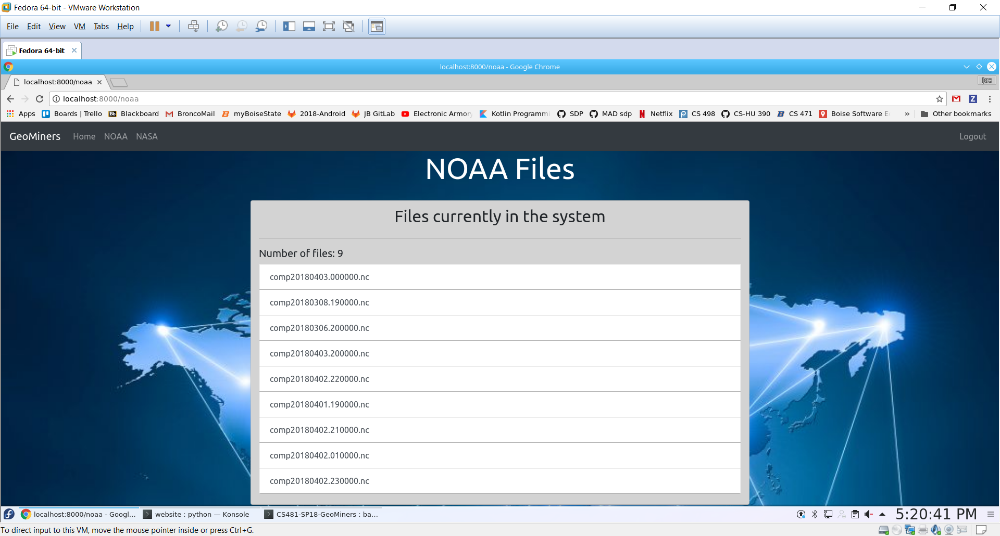 Fedora 64-bit - VMware Workstation
File Edit View VM Tabs Help
Fedora 64-bit
localhost:8000/noaa - Google Chrome
localhost:8000/noaa
Joe
localhost:8000/noaa
Apps Boards | Trello Bb Blackboard BroncoMail myBoiseState 2018-Android JB GitLab Electronic Armory Kotlin Programmi SDP MAD sdp Netflix CS 498 CS-HU 390 CS 471 Boise Software E » Other bookmarks
GeoMiners Home NOAA NASA Logout
NOAA Files
Files currently in the system
Number of files: 9
comp20180403.000000.nc
comp20180308.190000.nc
comp20180306.200000.nc
comp20180403.200000.nc
comp20180402.220000.nc
comp20180401.190000.nc
comp20180402.210000.nc
comp20180402.010000.nc
comp20180402.230000.nc
localhost:8000/noaa - Googl... website : python — Konsole CS481-SP18-GeoMiners : ba... 5:20:41 PM
To direct input to this VM, move the mouse pointer inside or press Ctrl+G.